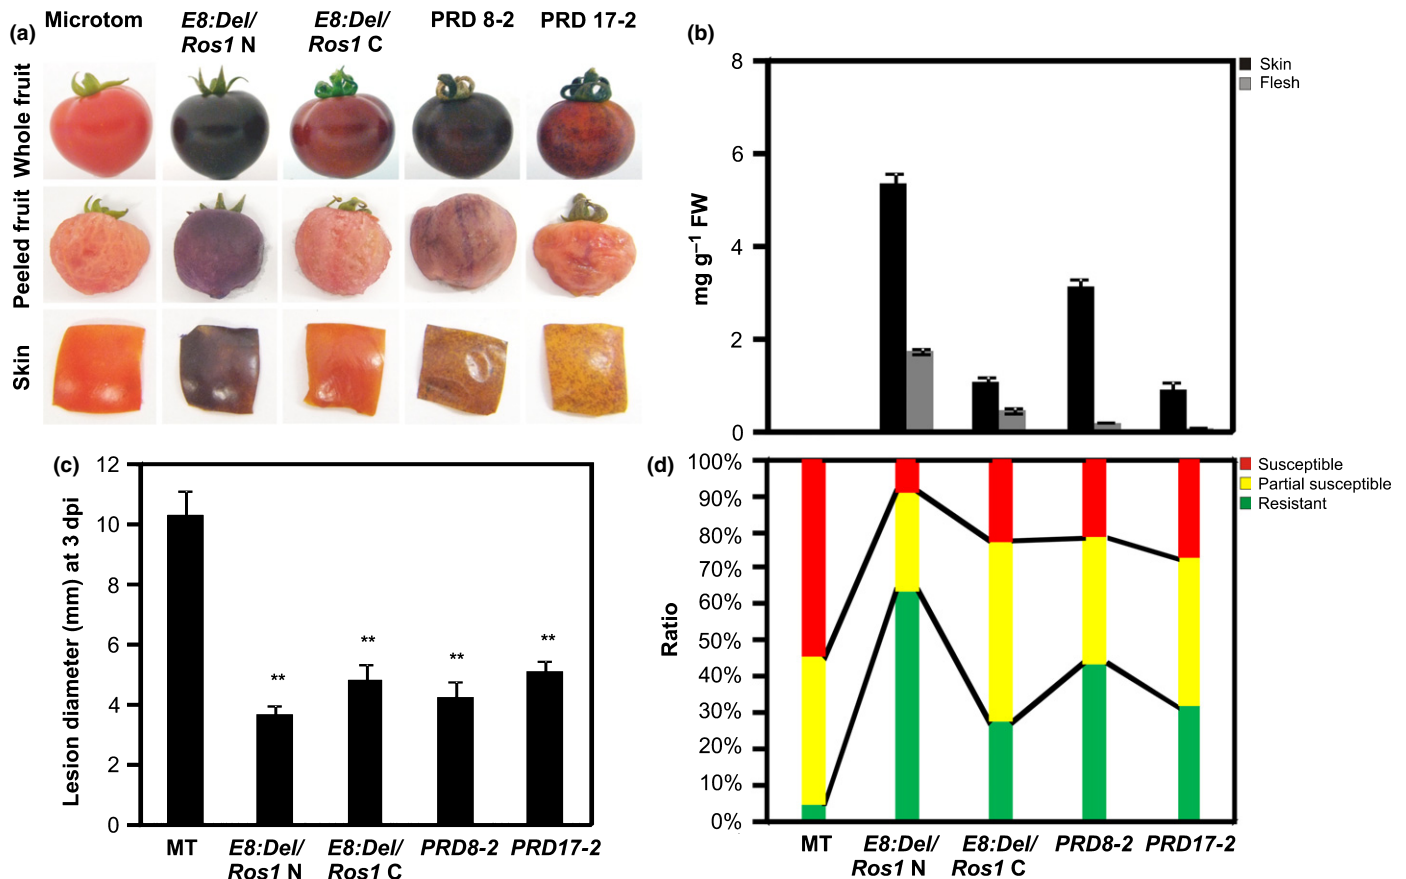 (a)
Microtom
E8:Del/
Ros1 N
E8:Del/
Ros1 C
PRD 8-2
PRD 17-2
Whole fruit
Peeled fruit
Skin
(b)
8
6
4
2
0
mg g–1 FW
Skin
Flesh
(c)
12
10
8
6
4
2
0
Lesion diameter (mm) at 3 dpi
**
**
**
**
MT
E8:Del/
Ros1 N
E8:Del/
Ros1 C
PRD8-2
PRD17-2
(d)
100%
90%
80%
70%
60%
50%
40%
30%
20%
10%
0%
Ratio
Susceptible
Partial susceptible
Resistant
MT
E8:Del/
Ros1 N
E8:Del/
Ros1 C
PRD8-2
PRD17-2